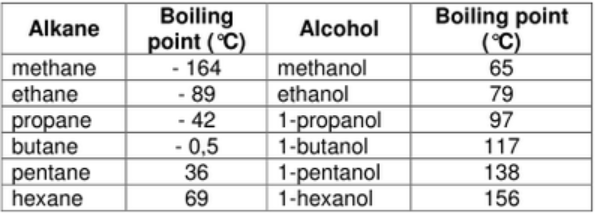 Alkane Boiling point (°C) Alcohol Boiling point (°C)
methane - 164 methanol 65
ethane - 89 ethanol 79
propane - 42 1-propanol 97
butane - 0,5 1-butanol 117
pentane 36 1-pentanol 138
hexane 69 1-hexanol 156